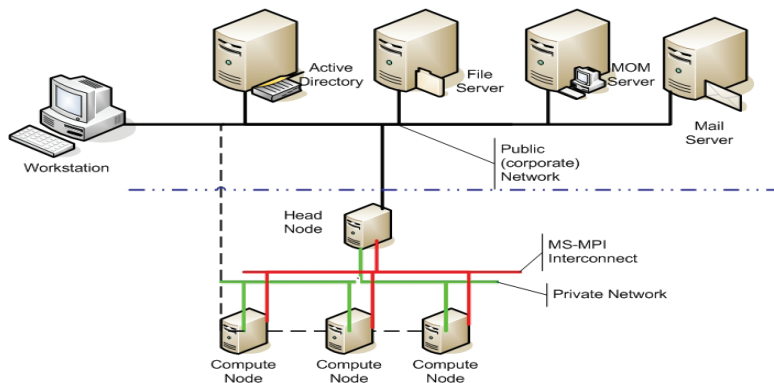 Active
Directory
File
Server
MOM
Server
Mail
Server
Workstation
Public
(corporate)
Network
Head
Node
MS-MPI
Interconnect
Private Network
Compute
Node
Compute
Node
Compute
Node